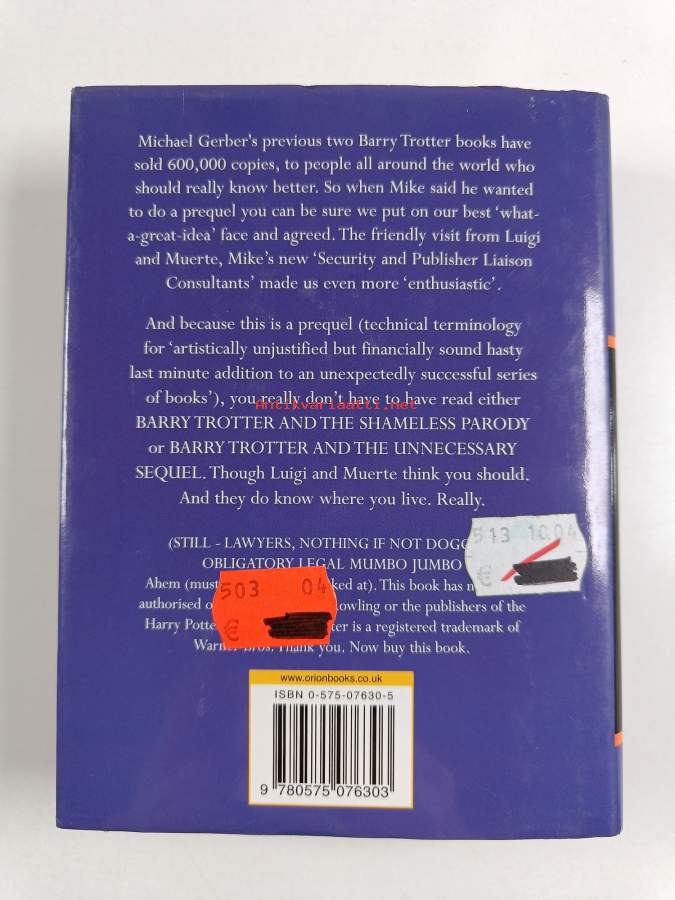 Michael Gerber's previous two Barry Trotter books have
sold 600,000 copies, to people all around the world who
should really know better. So when Mike said he wanted
to do a prequel you can be sure we put on our best 'what-
a-great-idea' face and agreed. The friendly visit from Luigi
and Muerte, Mike's new 'Security and Publisher Liaison
Consultants' made us even more 'enthusiastic'.
And because this is a prequel (technical terminology
for 'artistically unjustified but financially sound hasty
last minute addition to an unexpectedly successful series
of books'), you really don't have to have read either
Antikvariaatti.net
BARRY TROTTER AND THE SHAMELESS PARODY
or BARRY TROTTER AND THE UNNECESSARY
SEQUEL. Though Luigi and Muerte think you should.
And they do know where you live. Really.
513 10.04
€
(STILL - LAWYERS, NOTHING IF NOT
OBLIGATORY LEGAL MUMBO JUMBO
Ahem This book has
503 04
€
authorised owling or the publishers of the
Harry Potte is a registered trademark of
Warner Bros. Thank you. Now buy this book.
www.orionbooks.co.uk
ISBN 0-575-07630-5
9 780575 076303